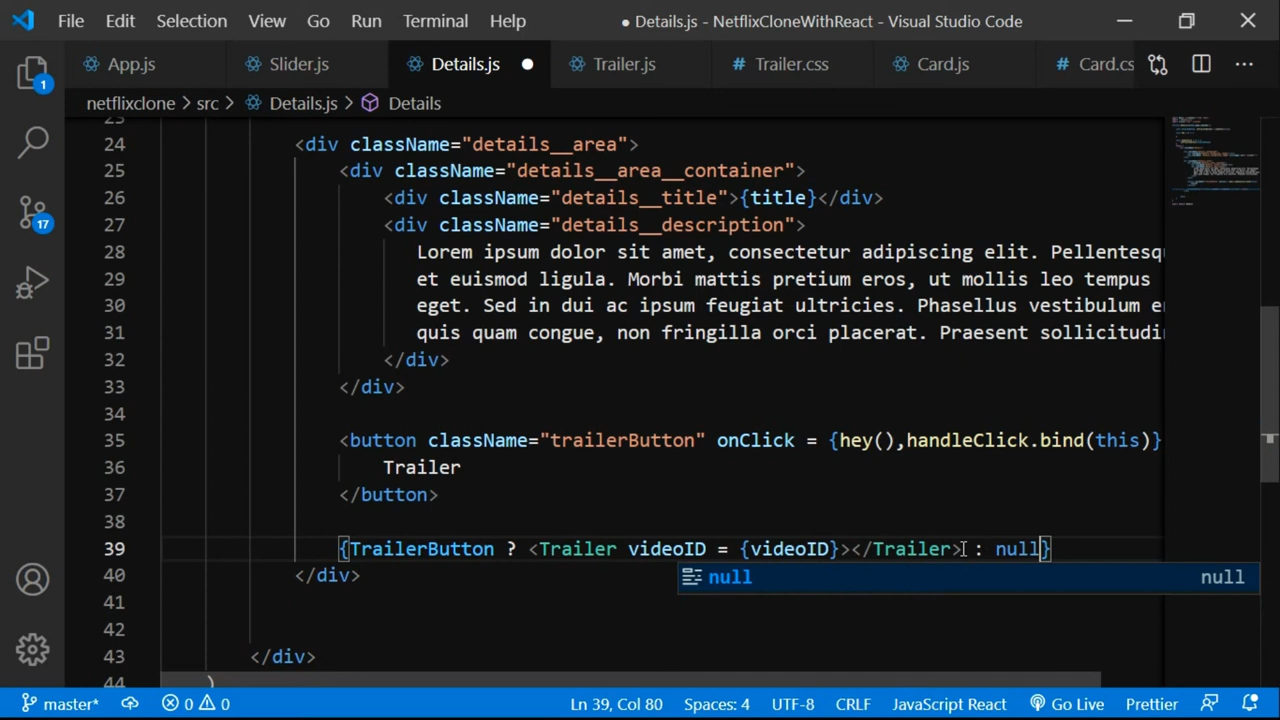 File Edit Selection View Go Run Terminal Help ● Details.js - NetflixCloneWithReact - Visual Studio Code
App.js Slider.js Details.js Trailer.js # Trailer.css Card.js # Card.cs
netflixclone > src > Details.js > Details
23
24 <div className="details__area">
25 <div className="details__area__container">
26 <div className="details__title">{title}</div>
27 <div className="details__description">
28 Lorem ipsum dolor sit amet, consectetur adipiscing elit. Pellentesq
29 et euismod ligula. Morbi mattis pretium eros, ut mollis leo tempus
30 eget. Sed in dui ac ipsum feugiat ultricies. Phasellus vestibulum e
31 quis quam congue, non fringilla orci placerat. Praesent sollicitudi
32 </div>
33 </div>
34
35 <button className="trailerButton" onClick = {hey(),handleClick.bind(this)}
36 Trailer
37 </button>
38
39 {TrailerButton ? <Trailer videoID = {videoID}></Trailer> : null}
null null
40 </div>
41
42
43 </div>
44 )
1
17
master* 0 0 Ln 39, Col 80 Spaces: 4 UTF-8 CRLF JavaScript React Go Live Prettier